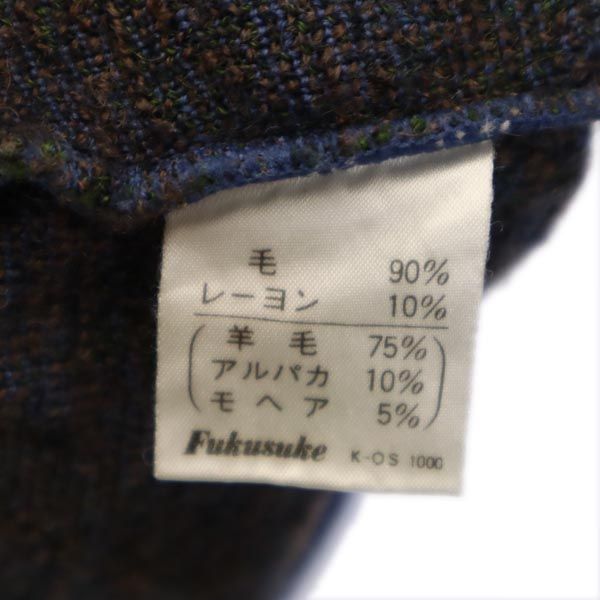 毛 90%
レーヨン 10%
羊毛 75%
アルパカ 10%
モヘア 5%
Fukusuke K-OS 1000